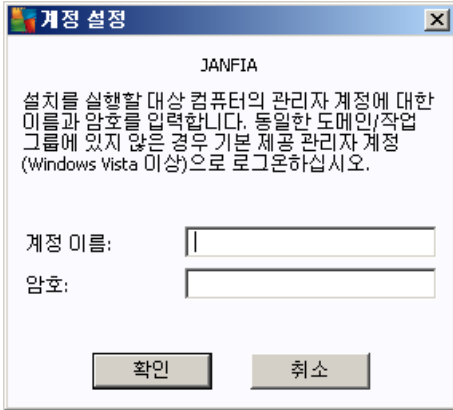 계정 설정
JANFIA
설치를 실행할 대상 컴퓨터의 관리자 계정에 대한
이름과 암호를 입력합니다. 동일한 도메인/작업
그룹에 있지 않은 경우 기본 제공 관리자 계정
(Windows Vista 이상)으로 로그온하십시오.
계정 이름:
암호:
확인 취소